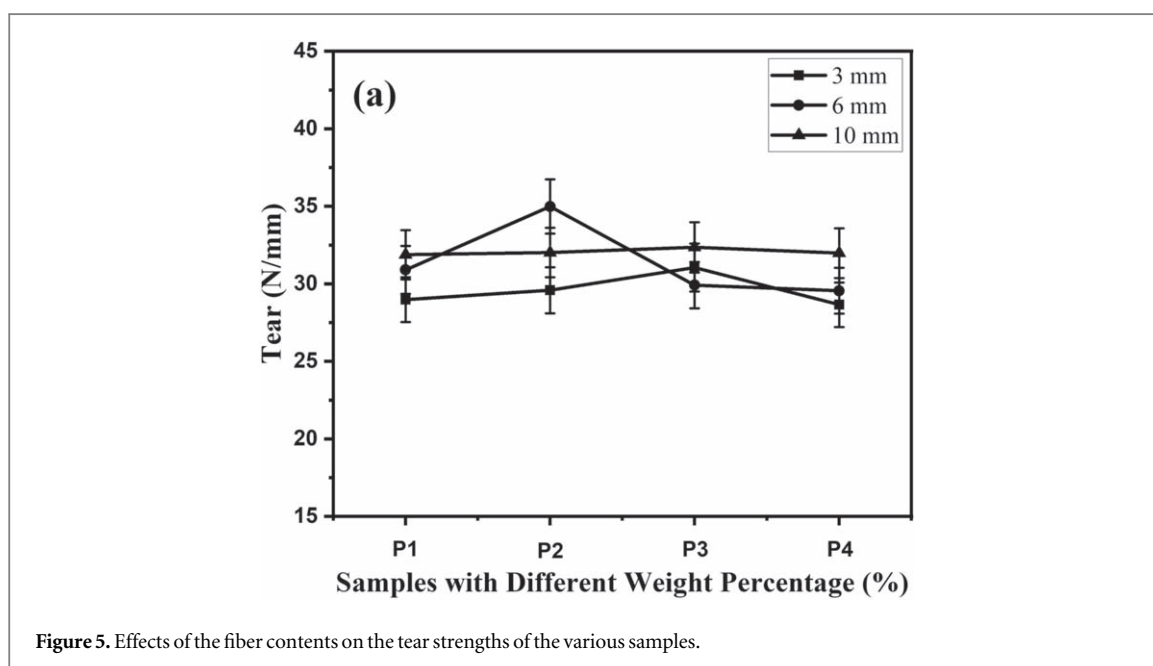 (a)
3 mm
6 mm
10 mm
45
40
35
30
25
20
15
Tear (N/mm)
P1 P2 P3 P4
Samples with Different Weight Percentage (%)
Figure 5. Effects of the fiber contents on the tear strengths of the various samples.